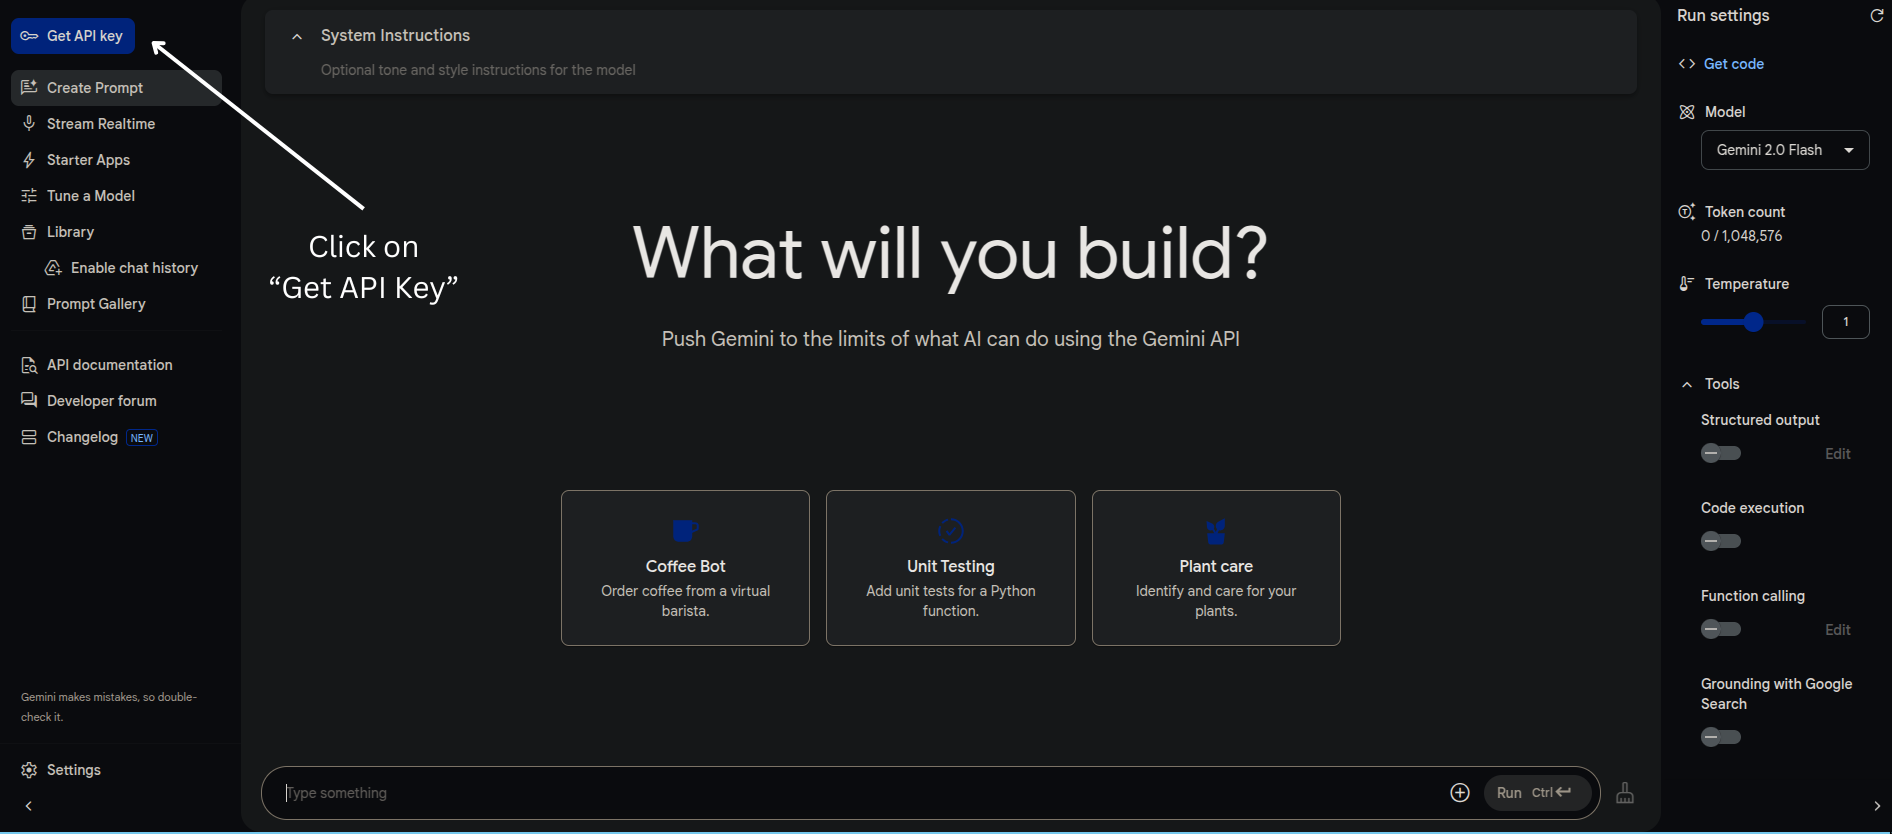 Get API key
Create Prompt
Stream Realtime
Starter Apps
Tune a Model
Library
Enable chat history
Prompt Gallery
API documentation
Developer forum
Changelog NEW
Gemini makes mistakes, so double-
check it.
Settings
System Instructions
Optional tone and style instructions for the model
Click on
“Get API Key”
What will you build?
Push Gemini to the limits of what AI can do using the Gemini API
Coffee Bot
Order coffee from a virtual
barista.
Unit Testing
Add unit tests for a Python
function.
Plant care
Identify and care for your
plants.
Type something
Run Ctrl
Run settings
Get code
Model
Gemini 2.0 Flash
Token count
0 / 1,048,576
Temperature
1
Tools
Structured output
Edit
Code execution
Function calling
Edit
Grounding with Google
Search